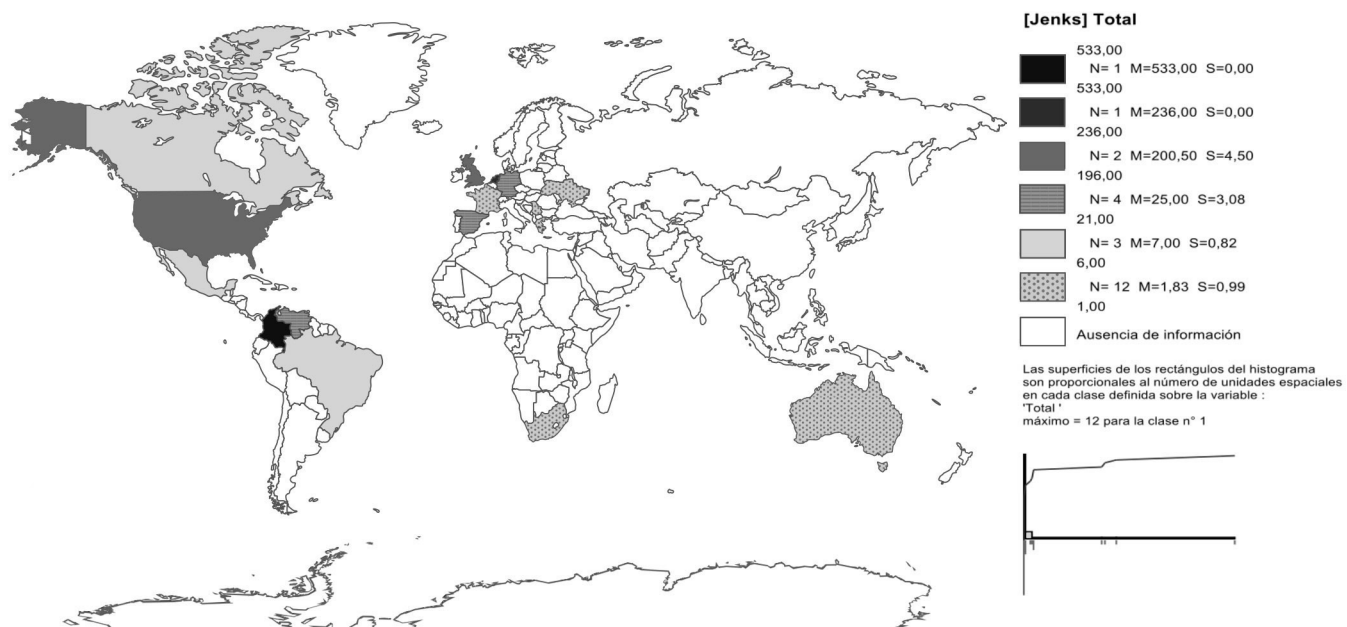 [Jenks] Total
533,00
N= 1 M=533,00 S=0,00
533,00
N= 1 M=236,00 S=0,00
236,00
N= 2 M=200,50 S=4,50
196,00
N= 4 M=25,00 S=3,08
21,00
N= 3 M=7,00 S=0,82
6,00
N= 12 M=1,83 S=0,99
1,00
Ausencia de información
Las superficies de los rectángulos del histograma
son proporcionales al número de unidades espaciales
en cada clase definida sobre la variable :
'Total '
máximo = 12 para la clase n° 1